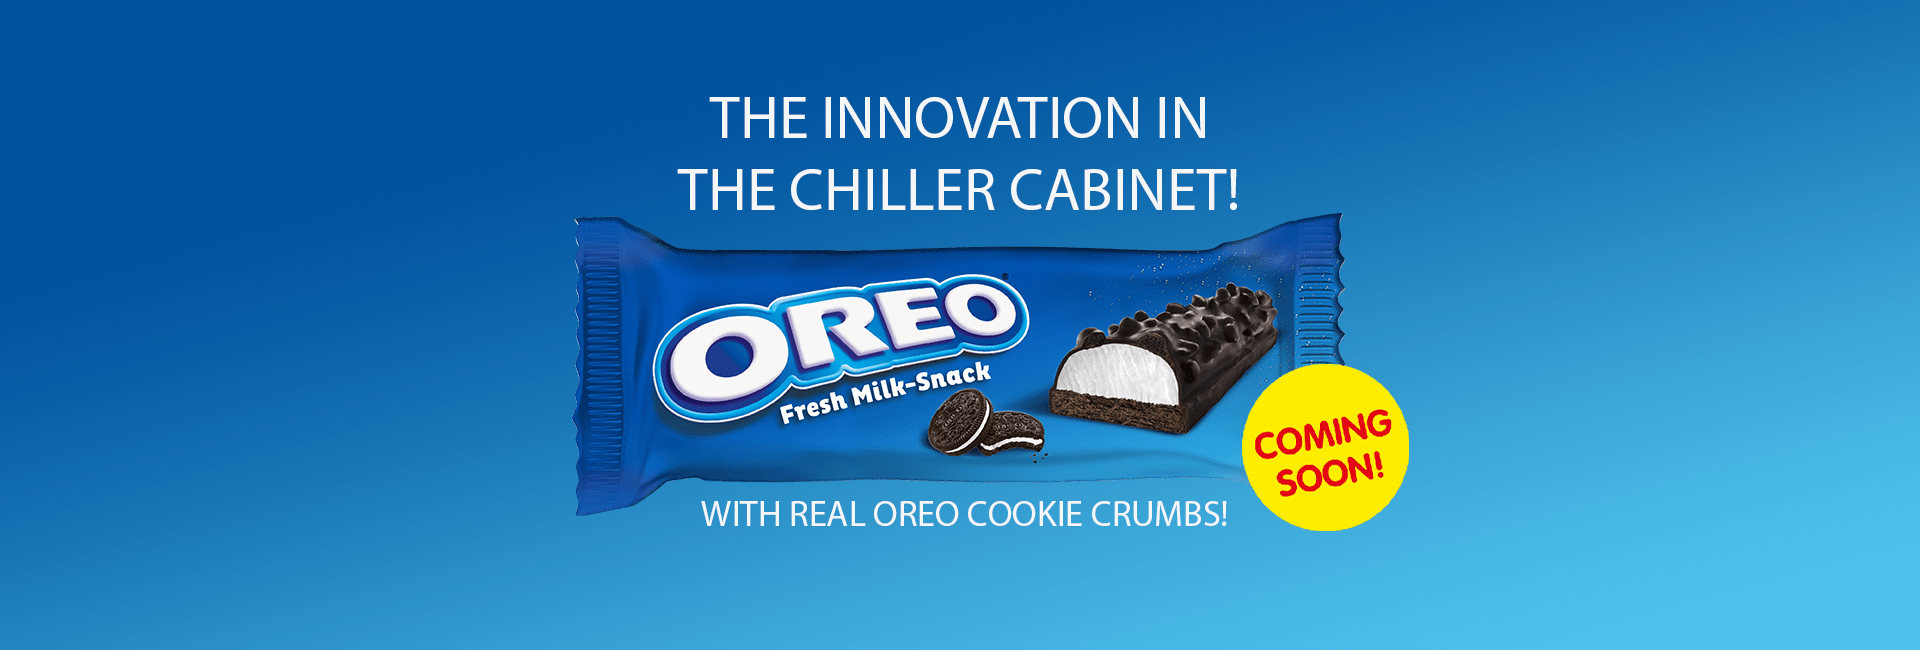 THE INNOVATION IN
THE CHILLER CABINET!
OREO®
Fresh Milk-Snack
WITH REAL OREO COOKIE CRUMBS!
COMING
SOON!